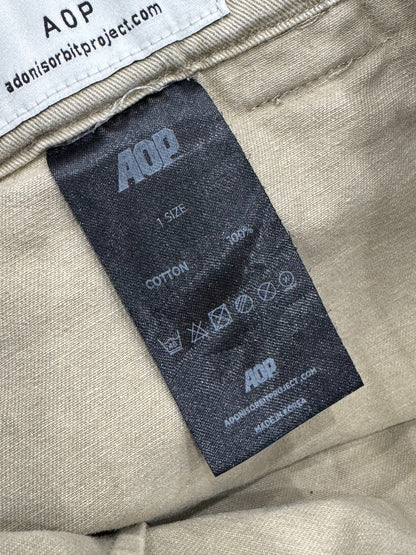 AOP
adonisorbitproject.com
AOP
1 SIZE
COTTON 100%
AOP
ADONISORBITPROJECT.COM
MADE IN KOREA